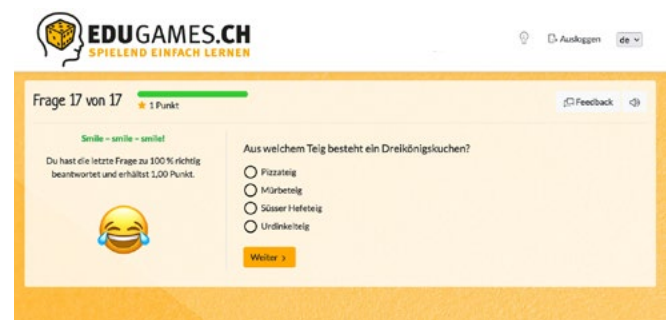 EDUGAMES.CH
SPIELEND EINFACH LERNEN
Ausloggen
de
Frage 17 von 17
1 Punkt
Feedback
Smile – smile – smile!
Du hast die letzte Frage zu 100 % richtig
beantwortet und erhältst 1,00 Punkt.
Aus welchem Teig besteht ein Dreikönigskuchen?
Pizzateig
Mürbeteig
Süsser Hefeteig
Urdinkelteig
Weiter >